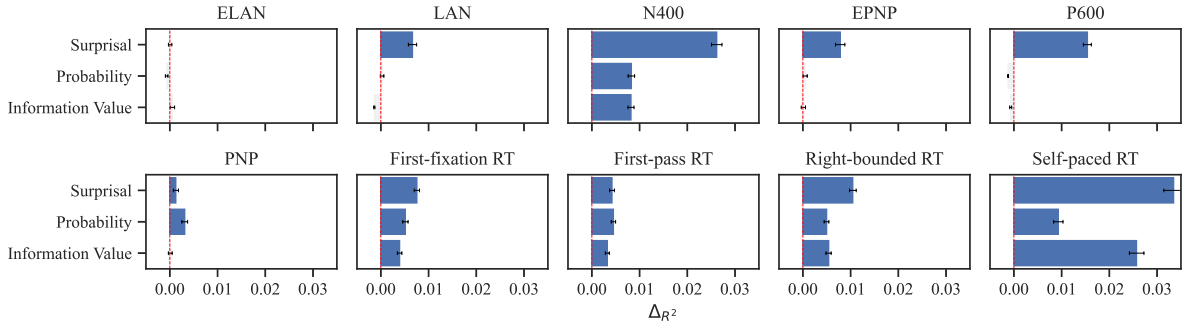 ELAN LAN N400 EPNP P600
Surprisal
Probability
Information Value
0.00 0.01 0.02 0.03 0.00 0.01 0.02 0.03 0.00 0.01 0.02 0.03 0.00 0.01 0.02 0.03 0.00 0.01 0.02 0.03
PNP First-fixation RT First-pass RT Right-bounded RT Self-paced RT
Surprisal
Probability
Information Value
0.00 0.01 0.02 0.03 0.00 0.01 0.02 0.03 0.00 0.01 0.02 0.03 0.00 0.01 0.02 0.03 0.00 0.01 0.02 0.03
Δ_R²